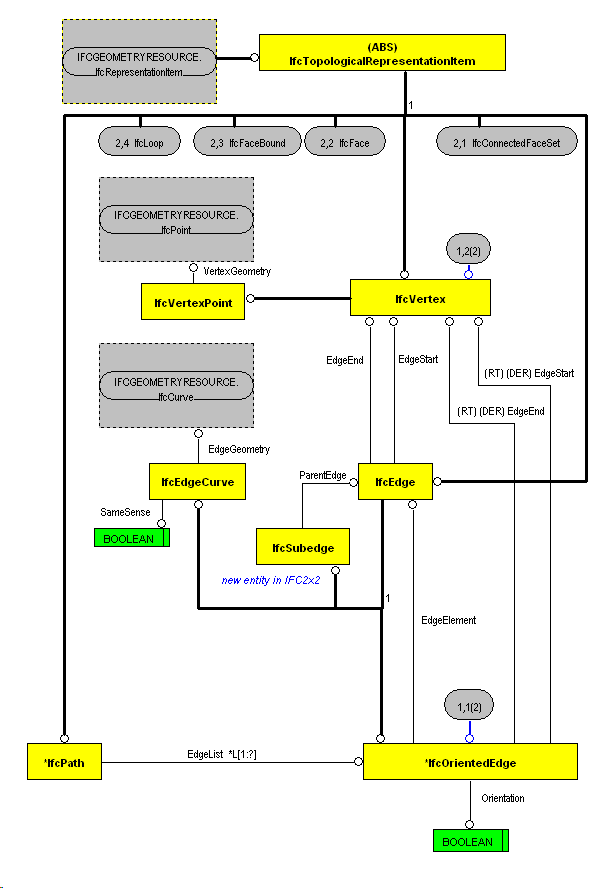 (ABS)
IfcTopologicalRepresentationItem
IFCGEOMETRYRESOURCE.
IfcRepresentationItem
1
2,4 IfcLoop
2,3 IfcFaceBound
2,2 IfcFace
2,1 IfcConnectedFaceSet
IFCGEOMETRYRESOURCE.
IfcPoint
1,2(2)
VertexGeometry
IfcVertexPoint
IfcVertex
EdgeEnd
EdgeStart
(RT) (DER) EdgeStart
IFCGEOMETRYRESOURCE.
IfcCurve
(RT) (DER) EdgeEnd
EdgeGeometry
ParentEdge
IfcEdgeCurve
IfcEdge
SameSense
BOOLEAN
IfcSubedge
new entity in IFC2x2
1
EdgeElement
1,1(2)
EdgeList *L[1:?]
*IfcPath
*IfcOrientedEdge
Orientation
BOOLEAN